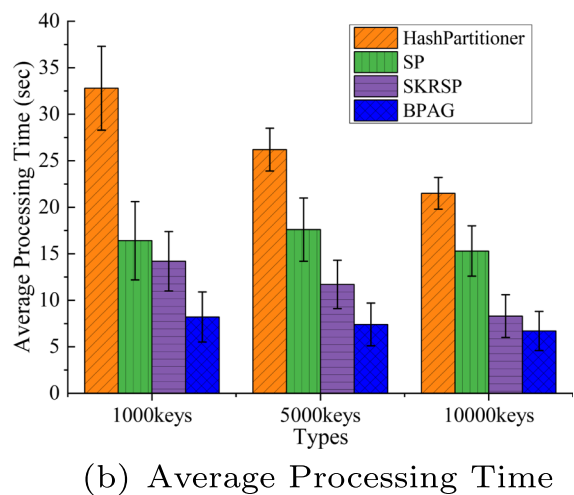 40
35
30
25
20
15
10
5
0
Average Processing Time (sec)
HashPartitioner
SP
SKRSP
BPAG
1000keys 5000keys 10000keys
Types
(b) Average Processing Time